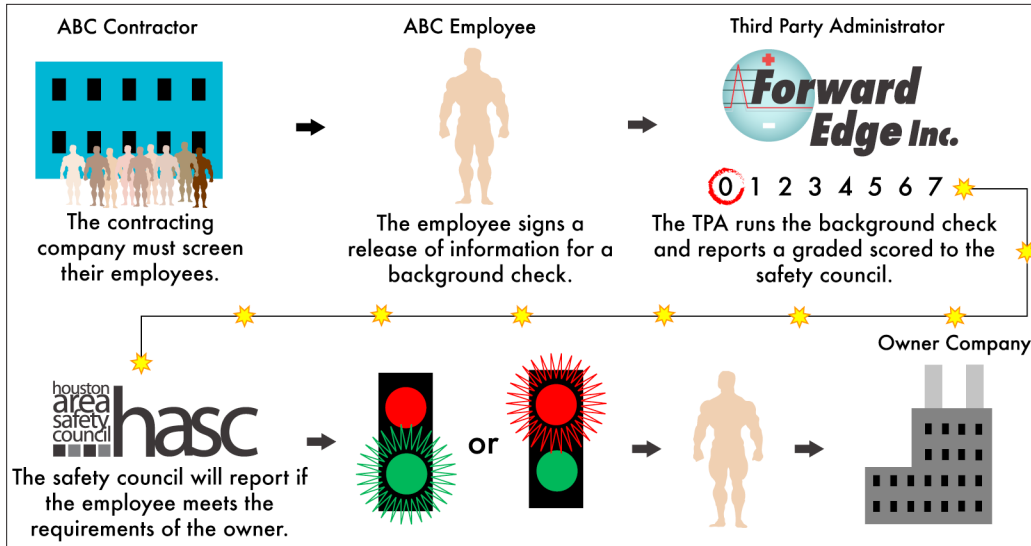 ABC Contractor
ABC Employee
Third Party Administrator
Forward
Edge Inc.
0 1 2 3 4 5 6 7
The contracting
company must screen
their employees.
The employee signs a
release of information for a
background check.
The TPA runs the background check
and reports a graded scored to the
safety council.
Owner Company
houston
area
safety
council
hasc
or
The safety council will report if
the employee meets the
requirements of the owner.